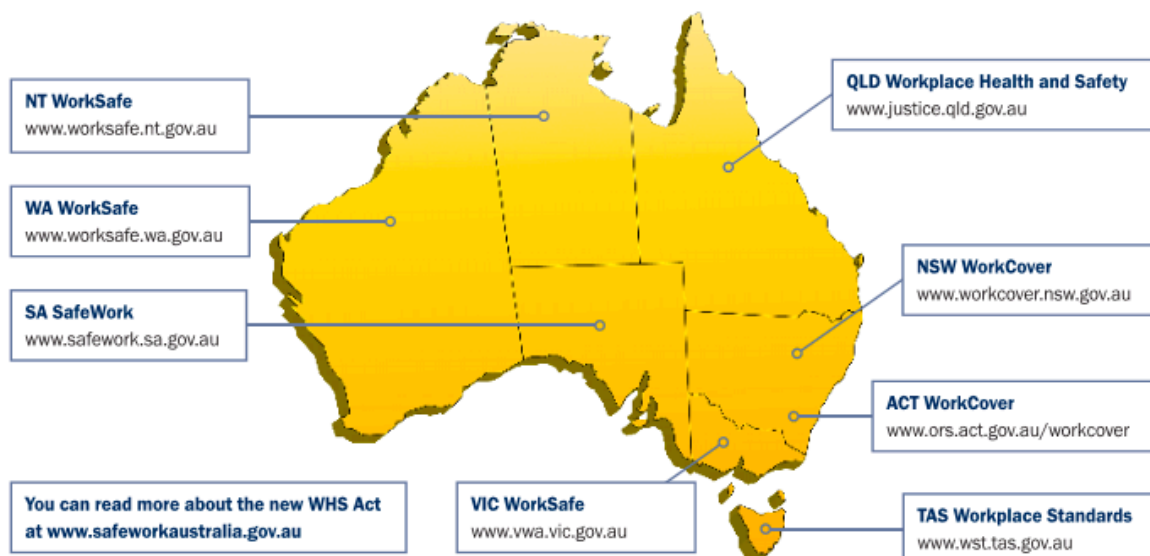 NT WorkSafe
www.worksafe.nt.gov.au
QLD Workplace Health and Safety
www.justice.qld.gov.au
WA WorkSafe
www.worksafe.wa.gov.au
NSW WorkCover
www.workcover.nsw.gov.au
SA SafeWork
www.safework.sa.gov.au
ACT WorkCover
www.ors.act.gov.au/workcover
You can read more about the new WHS Act
at www.safeworkaustralia.gov.au
VIC WorkSafe
www.vwa.vic.gov.au
TAS Workplace Standards
www.wst.tas.gov.au